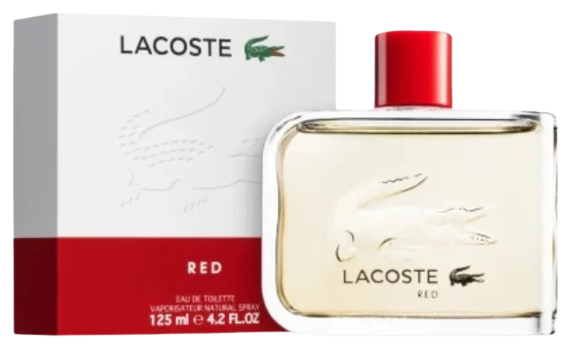 LACOSTE
RED
EAU DE TOILETTE
VAPORISATEUR NATURAL SPRAY
125 ml ℮ 4.2 FL.OZ
LACOSTE
RED